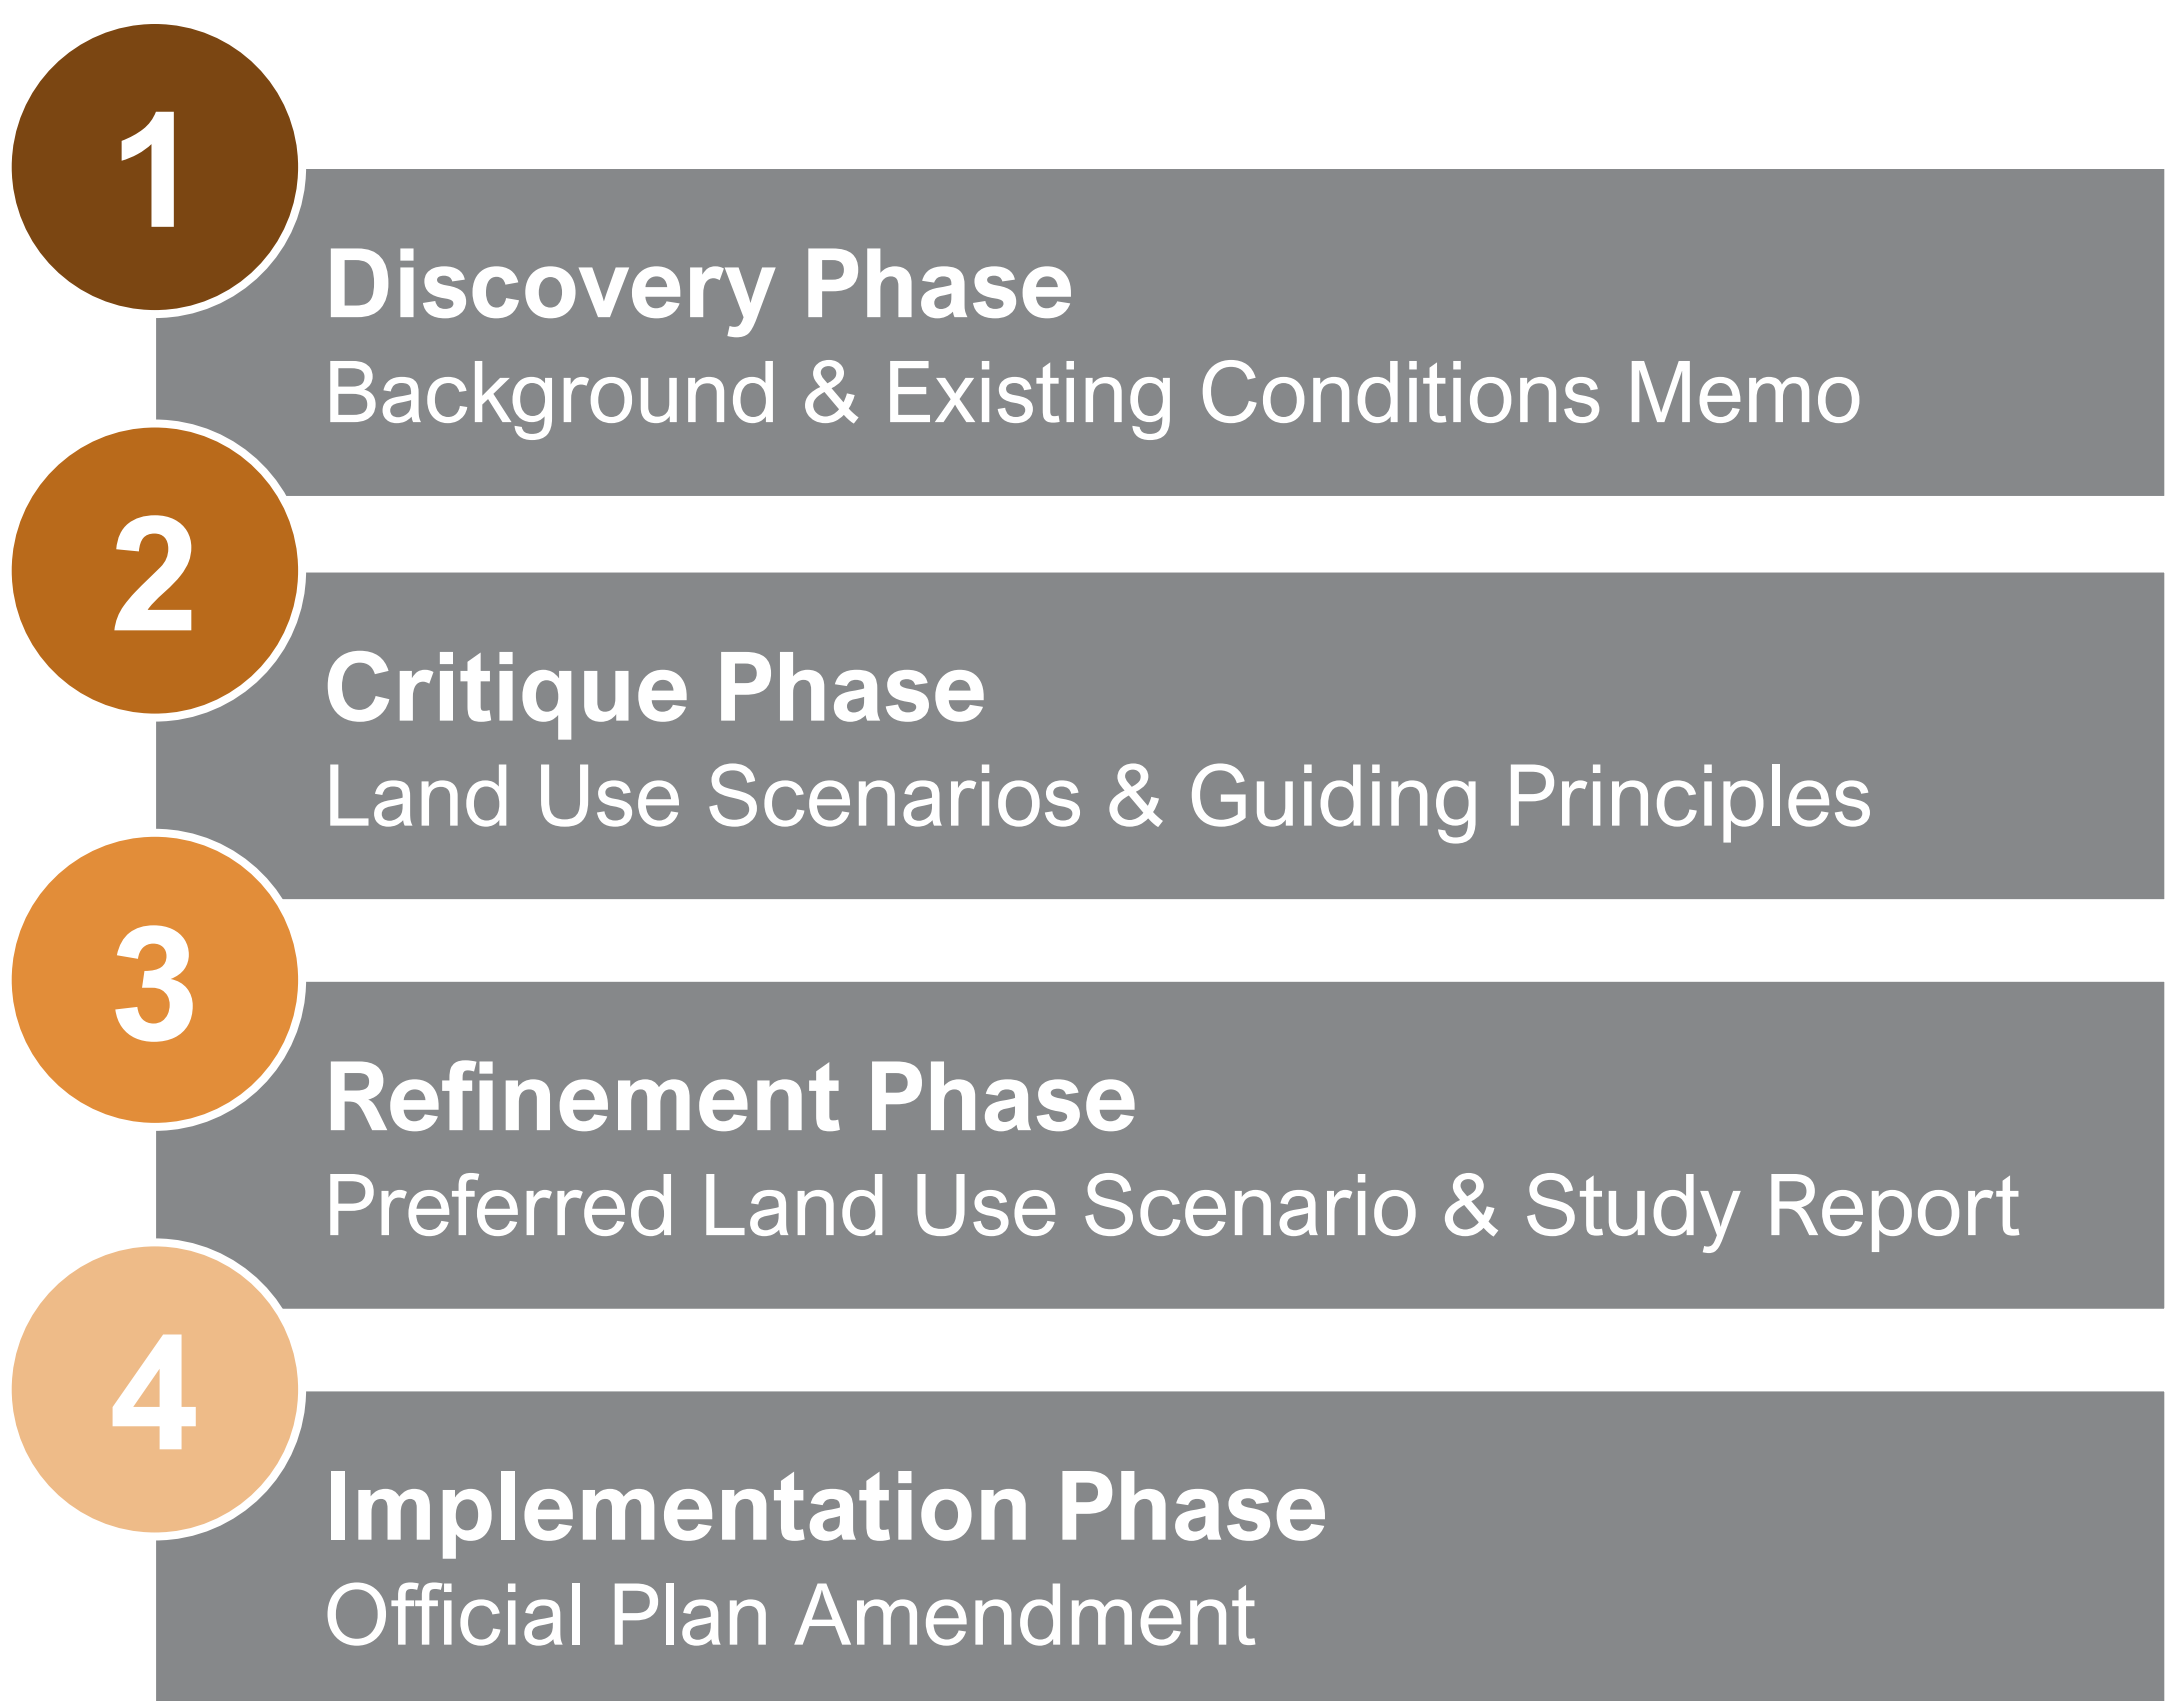 1
Discovery Phase
Background & Existing Conditions Memo
2
Critique Phase
Land Use Scenarios & Guiding Principles
3
Refinement Phase
Preferred Land Use Scenario & Study Report
4
Implementation Phase
Official Plan Amendment